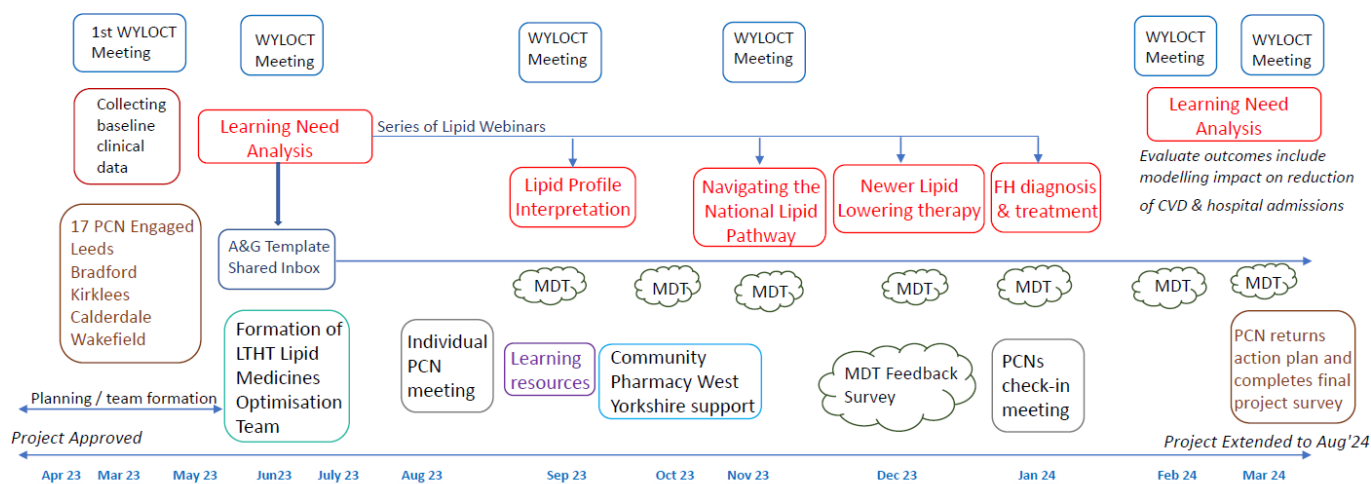 1st WYLOCT
Meeting
WYLOCT
Meeting
WYLOCT
Meeting
WYLOCT
Meeting
WYLOCT
Meeting
WYLOCT
Meeting
Collecting
baseline
clinical
data
Learning Need
Analysis
Series of Lipid Webinars
Learning Need
Analysis
Evaluate outcomes include
modelling impact on reduction
of CVD & hospital admissions
Lipid Profile
Interpretation
Navigating the
National Lipid
Pathway
Newer Lipid
Lowering therapy
FH diagnosis
& treatment
17 PCN Engaged
Leeds
Bradford
Kirklees
Calderdale
Wakefield
A&G Template
Shared Inbox
MDT
MDT
MDT
MDT
MDT
MDT
MDT
Formation of
LTHT Lipid
Medicines
Optimisation
Team
Individual
PCN
meeting
Learning
resources
Community
Pharmacy West
Yorkshire support
MDT Feedback
Survey
PCNs
check-in
meeting
PCN returns
action plan and
completes final
project survey
Planning / team formation
Project Approved
Project Extended to Aug'24
Apr 23
Mar 23
May 23
Jun23
July 23
Aug 23
Sep 23
Oct 23
Nov 23
Dec 23
Jan 24
Feb 24
Mar 24